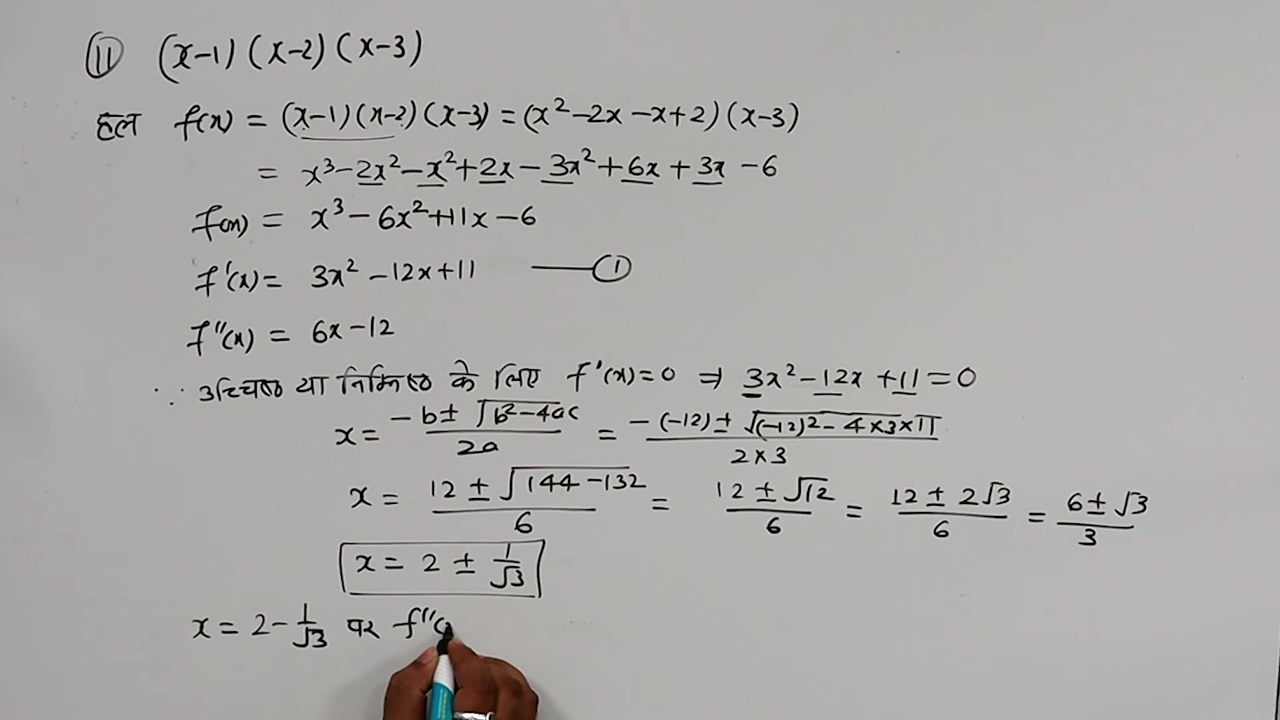 ⑪ (x-1) (x-2) (x-3)
हल f(x) = (x-1)(x-2)(x-3) = (x² -2x -x+2) (x-3)
= x³- 2x² - x² + 2x - 3x² + 6x + 3x - 6
f(x) = x³ - 6x² + 11x - 6
f'(x) = 3x² - 12x + 11 —— ①
f''(x) = 6x - 12
∵ उच्चिष्ठ या निम्निष्ठ के लिए f'(x)=0 ⇒ 3x² - 12x + 11 = 0
x = -b ± √b²-4ac / 2a = -(-12) ± √(-12)² - 4×3×11 / 2×3
x = 12 ± √144-132 / 6 = 12 ± √12 / 6 = 12 ± 2√3 / 6 = 6 ± √3 / 3
x = 2 ± 1/√3
x = 2 - 1/√3 पर f''(